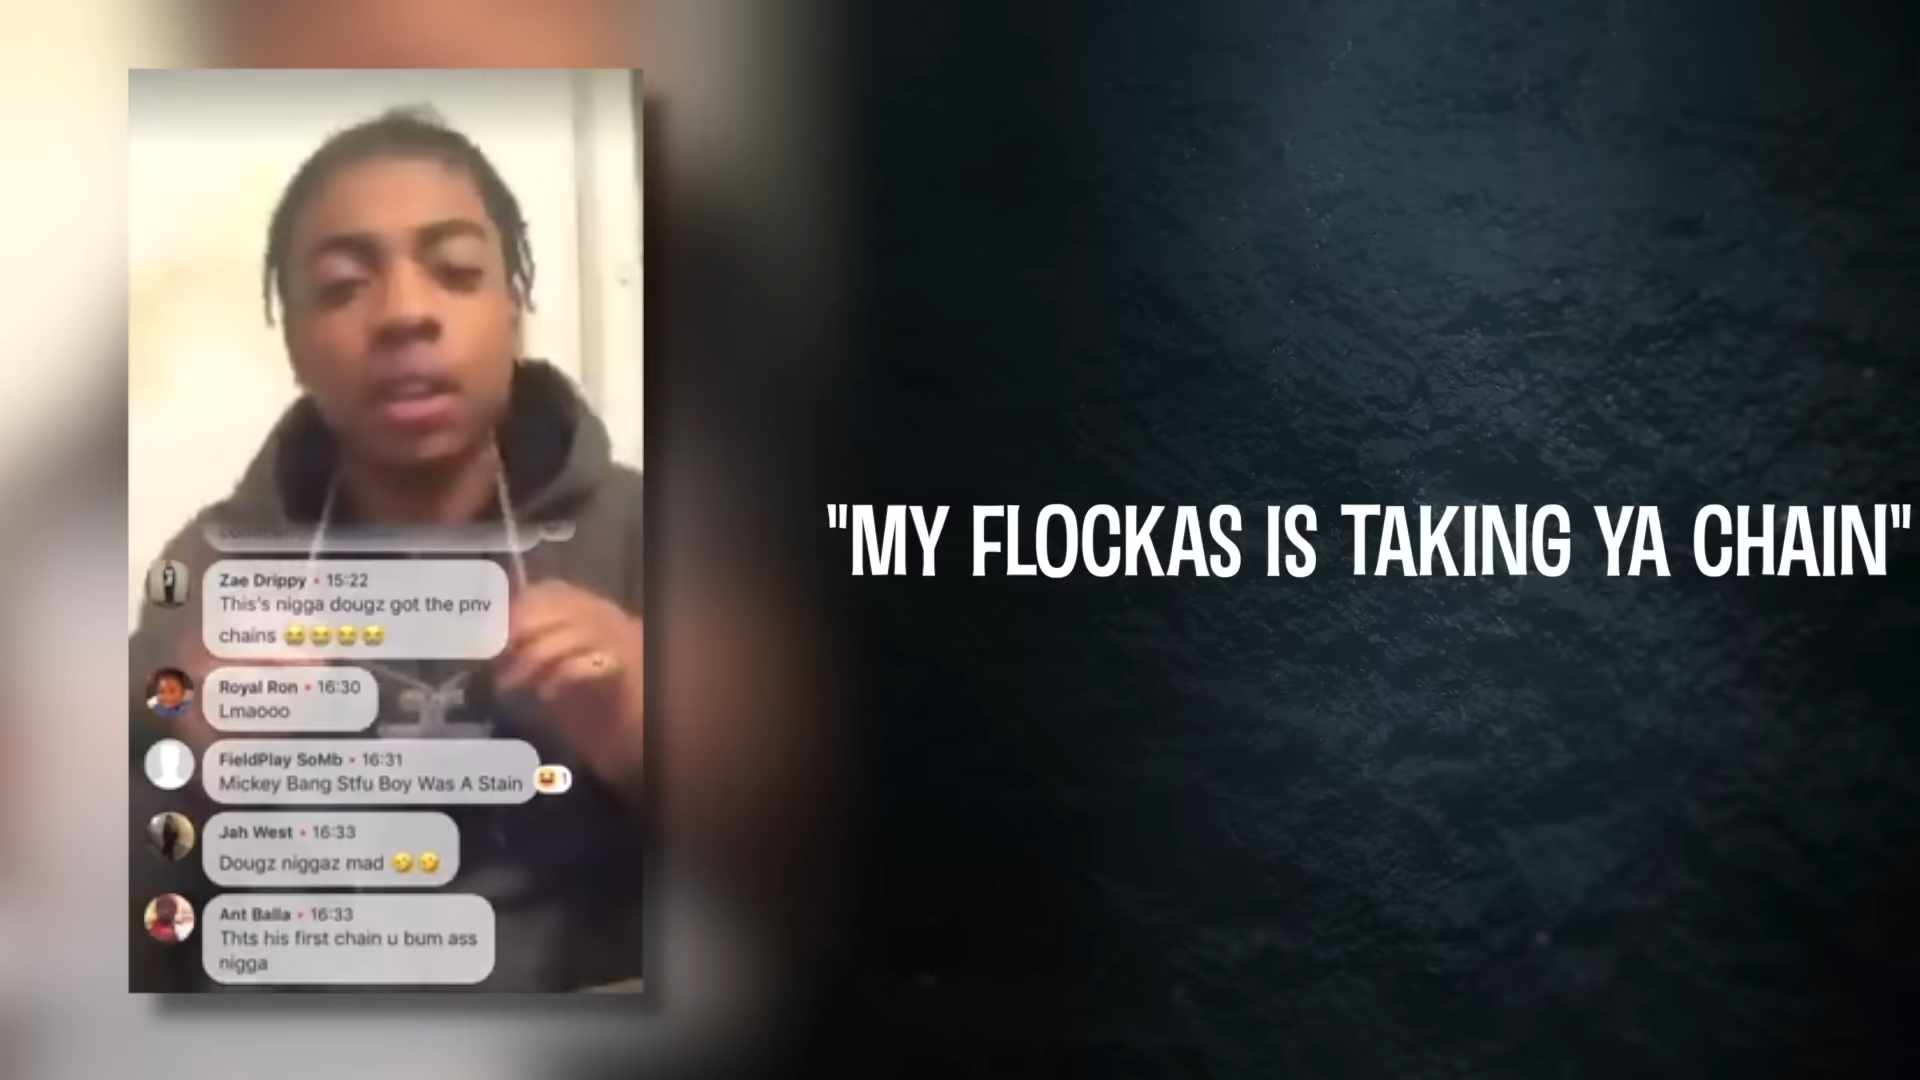 Zae Drippy • 15:22
This's nigga dougz got the pnv
chains 😭😭😭😭
Royal Ron • 16:30
Lmaooo
FieldPlay SoMb • 16:31
Mickey Bang Stfu Boy Was A Stain
1
Jah West • 16:33
Dougz niggaz mad 🤣🤣
Ant Balla • 16:33
Thts his first chain u bum ass
nigga
"MY FLOCKAS IS TAKING YA CHAIN"